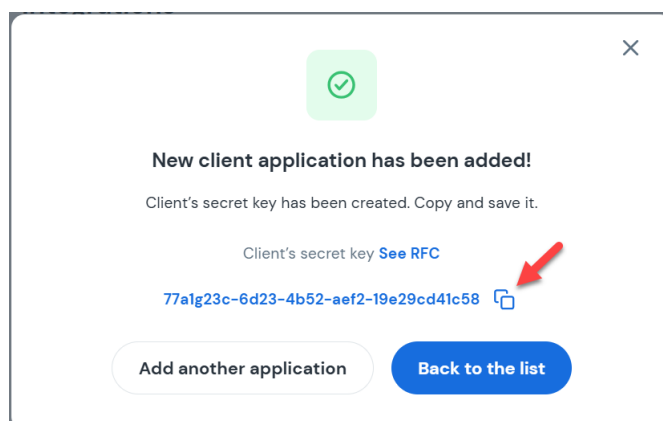 New client application has been added!
Client's secret key has been created. Copy and save it.
Client's secret key See RFC
77a1g23c-6d23-4b52-aef2-19e29cd41c58
Add another application
Back to the list